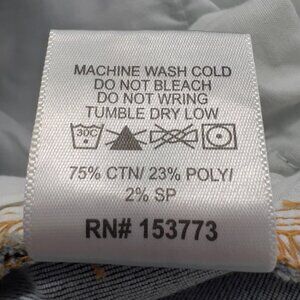 MACHINE WASH COLD
DO NOT BLEACH
DO NOT WRING
TUMBLE DRY LOW
30C
75% CTN/ 23% POLY/
2% SP
RN# 153773